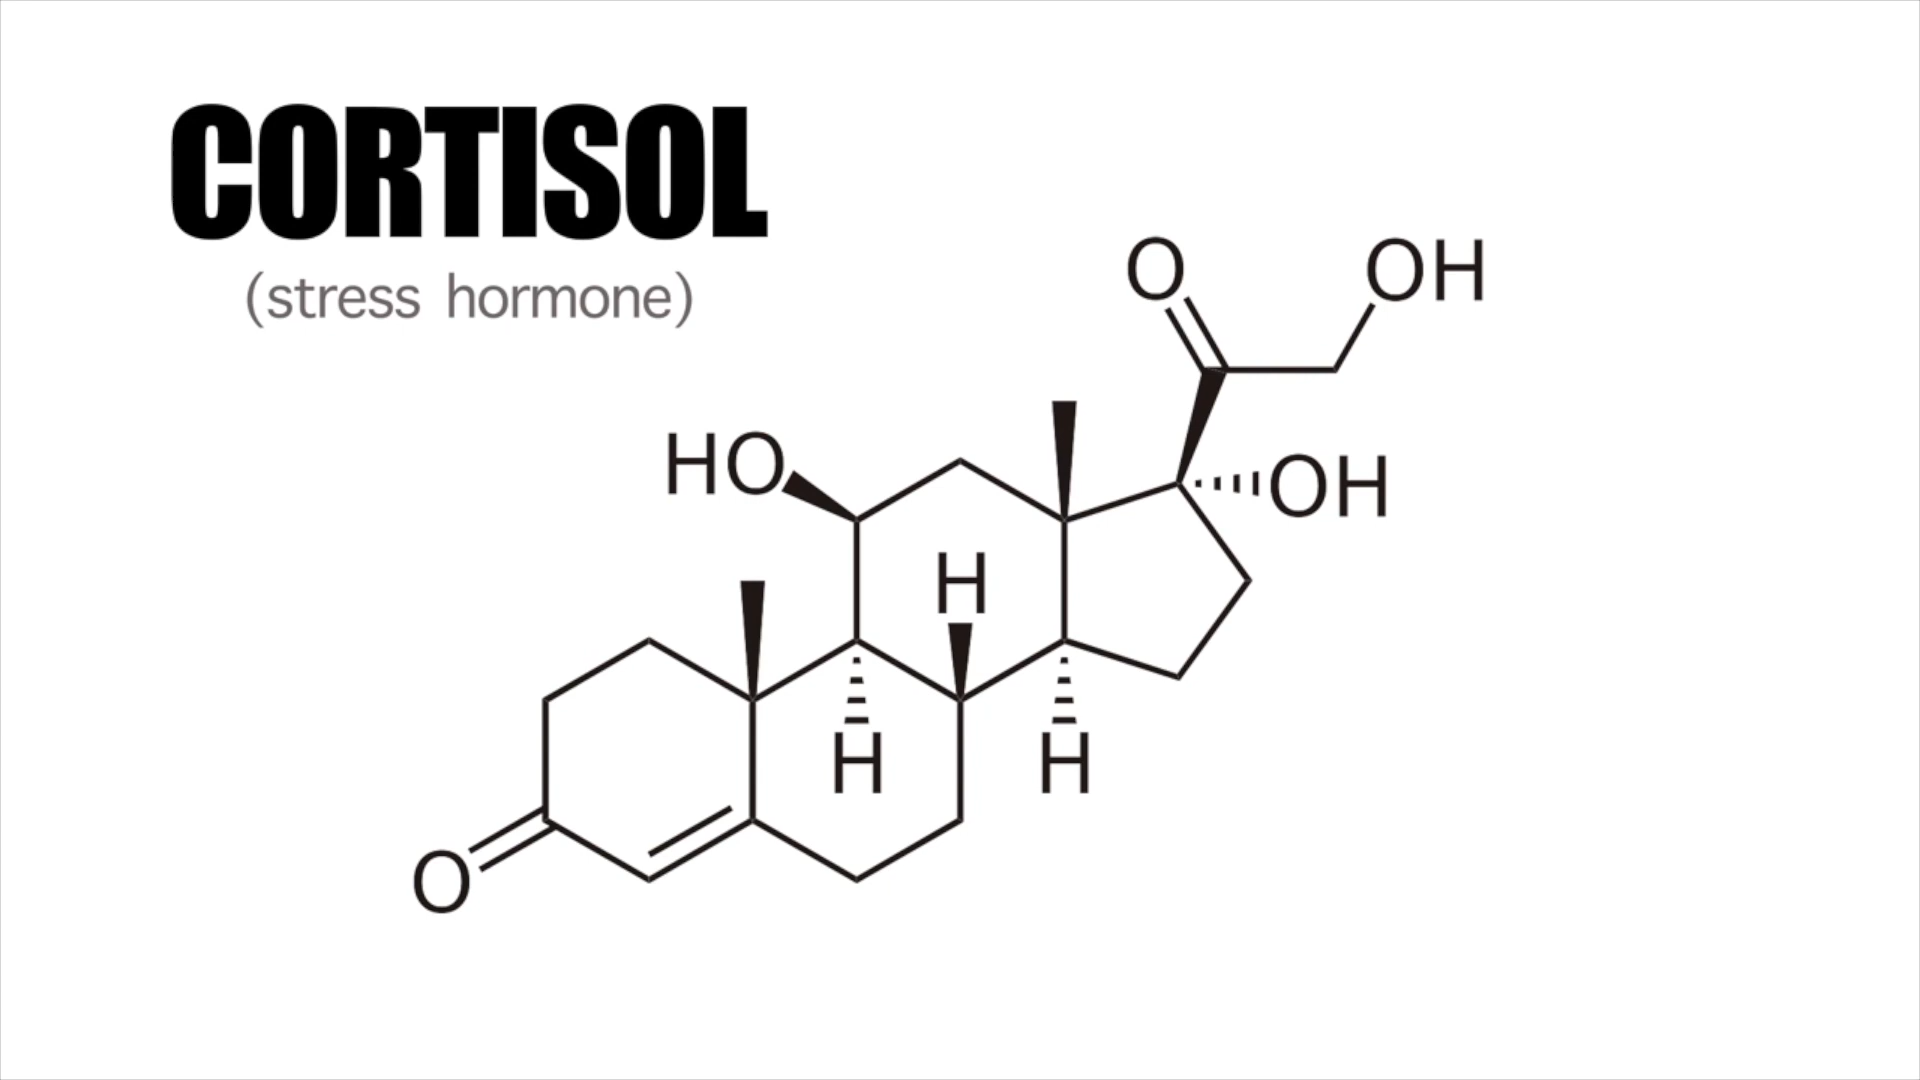 CORTISOL
(stress hormone)
O
OH
HO
OH
H
H
H
O